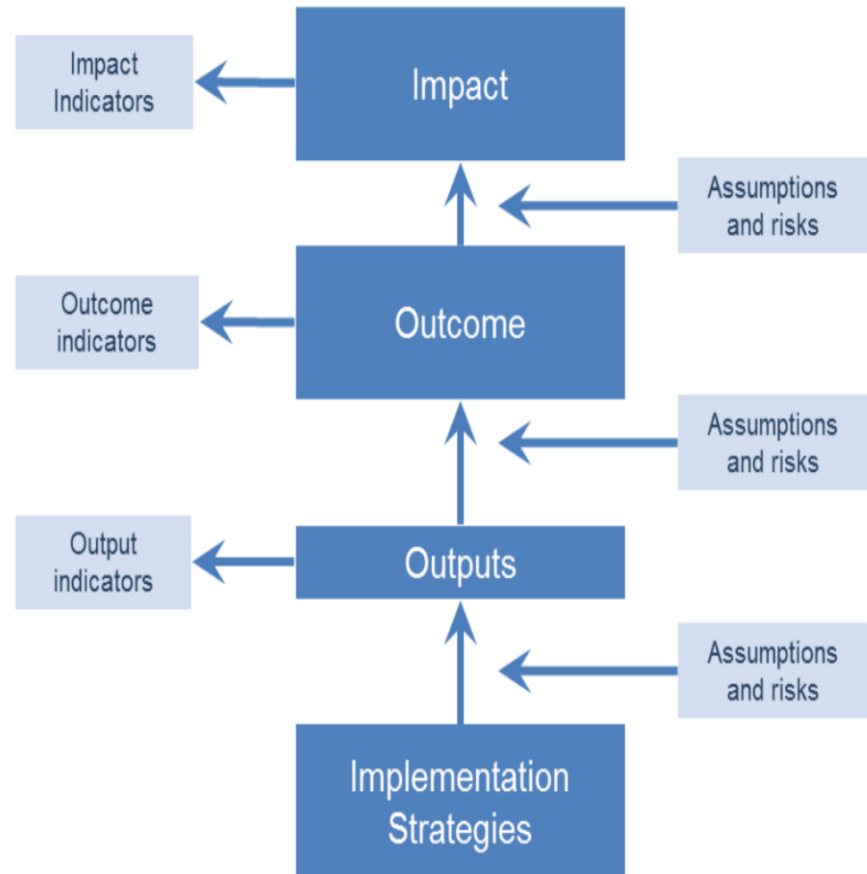 Impact
Indicators
Impact
Assumptions
and risks
Outcome
indicators
Outcome
Assumptions
and risks
Output
indicators
Outputs
Assumptions
and risks
Implementation
Strategies